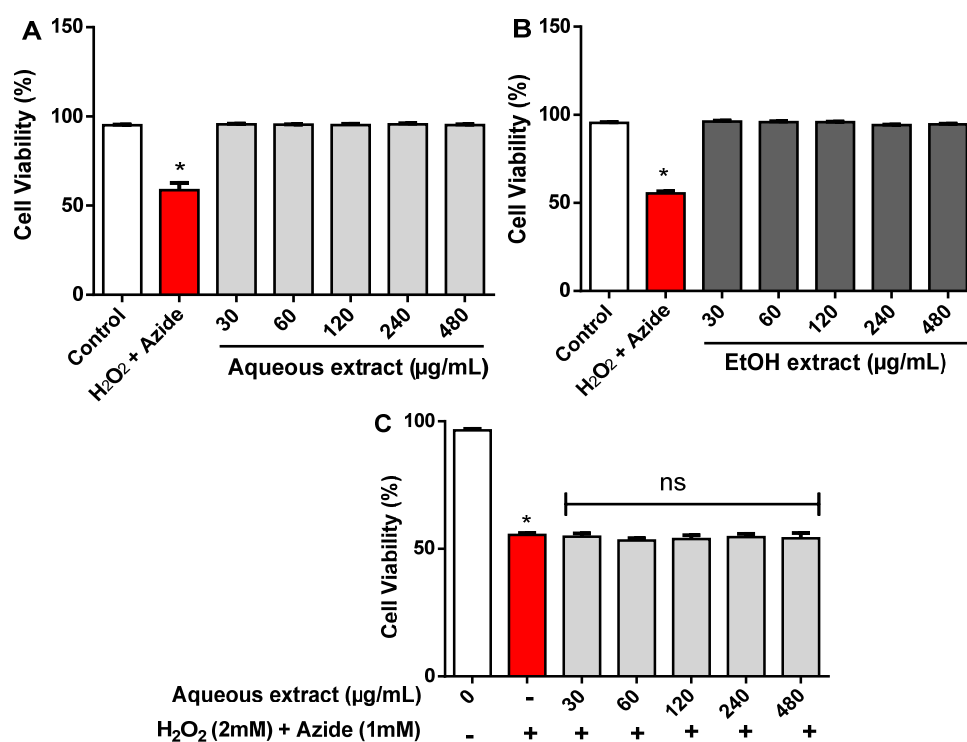 A
150
100
50
0
Cell Viability (%)
*
Control
H2O2 + Azide
30
60
120
240
480
Aqueous extract (µg/mL)
B
150
100
50
0
Cell Viability (%)
*
Control
H2O2 + Azide
30
60
120
240
480
EtOH extract (µg/mL)
C
100
50
0
Cell Viability (%)
*
ns
Aqueous extract (µg/mL) 0 - 30 60 120 240 480
H2O2 (2mM) + Azide (1mM) - + + + + + +